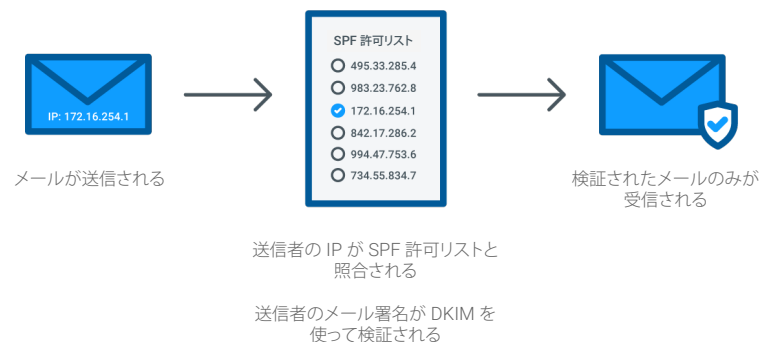 IP: 172.16.254.1
メールが送信される
SPF 許可リスト
495.33.285.4
983.23.762.8
172.16.254.1
842.17.286.2
994.47.753.6
734.55.834.7
送信者の IP が SPF 許可リストと
照合される
送信者のメール署名が DKIM を
使って検証される
検証されたメールのみが
受信される